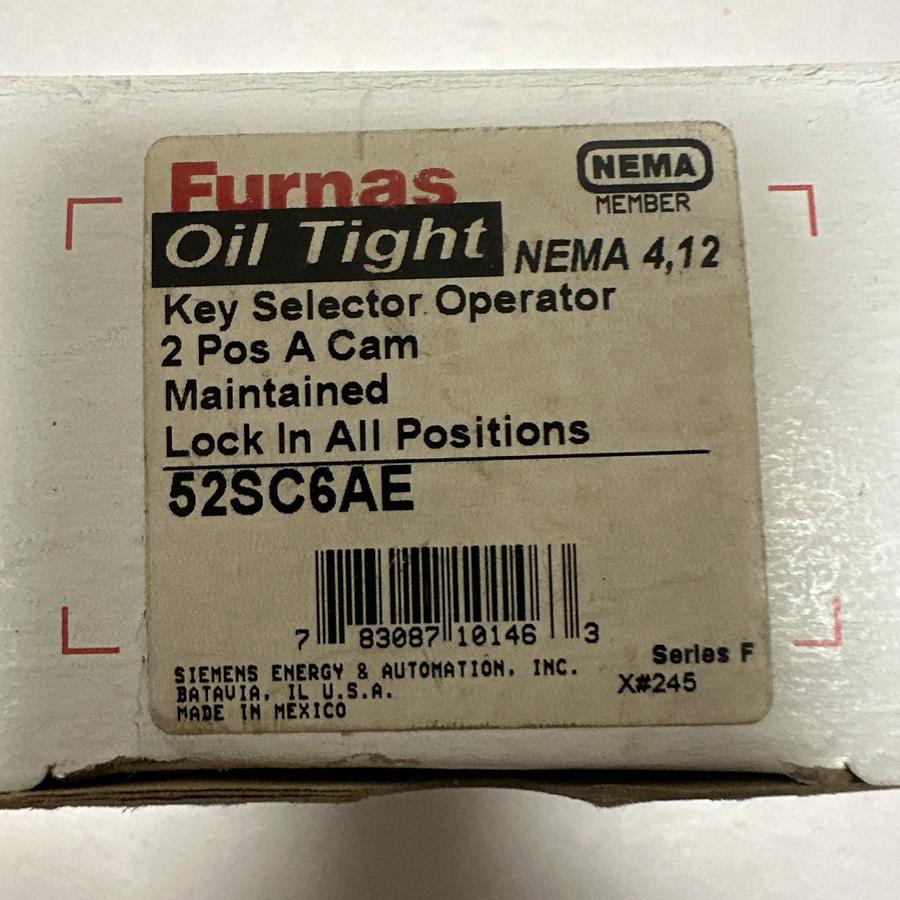 Furnas
NEMA
MEMBER
Oil Tight NEMA 4,12
Key Selector Operator
2 Pos A Cam
Maintained
Lock In All Positions
52SC6AE
7 83087 10146 3
Series F
X#245
SIEMENS ENERGY & AUTOMATION, INC.
BATAVIA, IL U.S.A.
MADE IN MEXICO